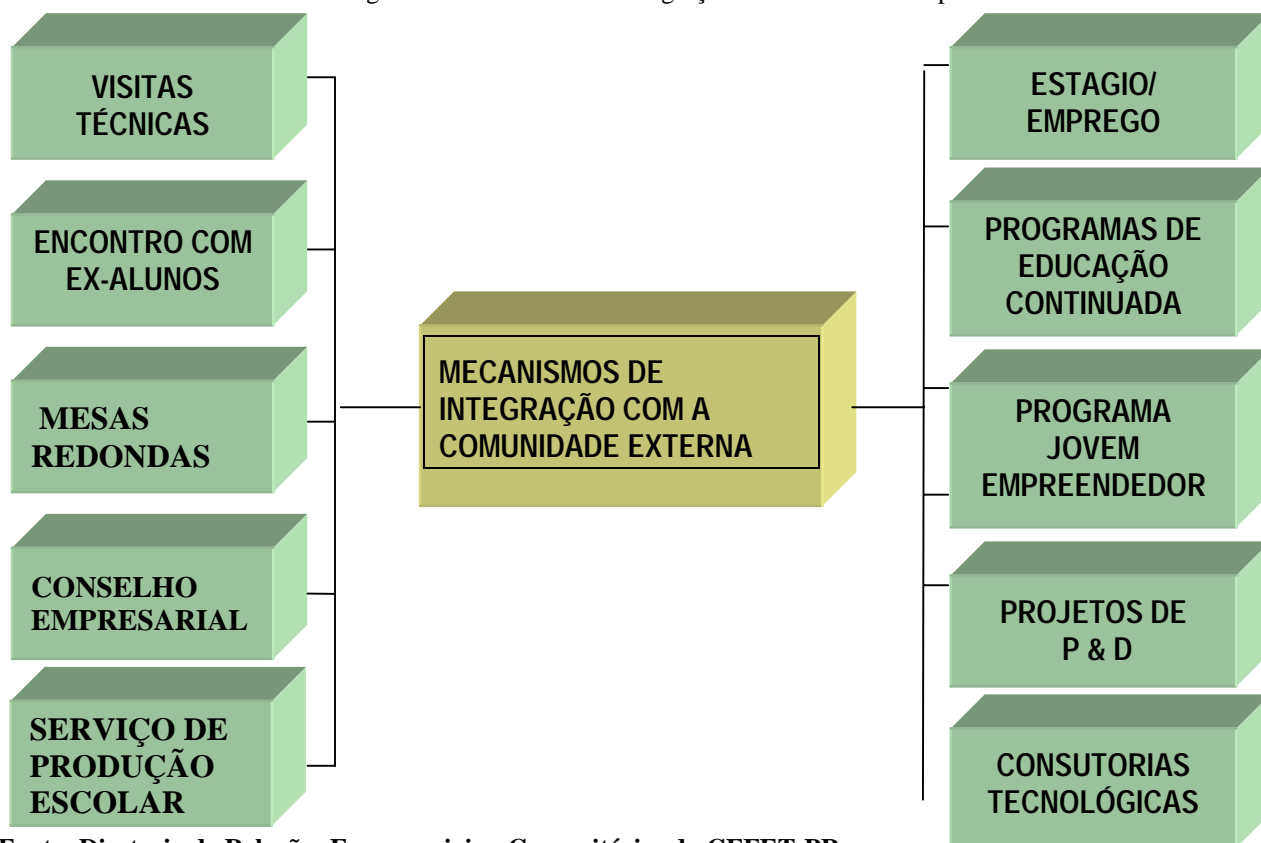 VISITAS
TÉCNICAS
ENCONTRO COM
EX-ALUNOS
MESAS
REDONDAS
CONSELHO
EMPRESARIAL
SERVIÇO DE
PRODUÇÃO
ESCOLAR
MECANISMOS DE
INTEGRAÇÃO COM A
COMUNIDADE EXTERNA
ESTAGIO/
EMPREGO
PROGRAMAS DE
EDUCAÇÃO
CONTINUADA
PROGRAMA
JOVEM
EMPREENDEDOR
PROJETOS DE
P & D
CONSUTORIAS
TECNOLÓGICAS